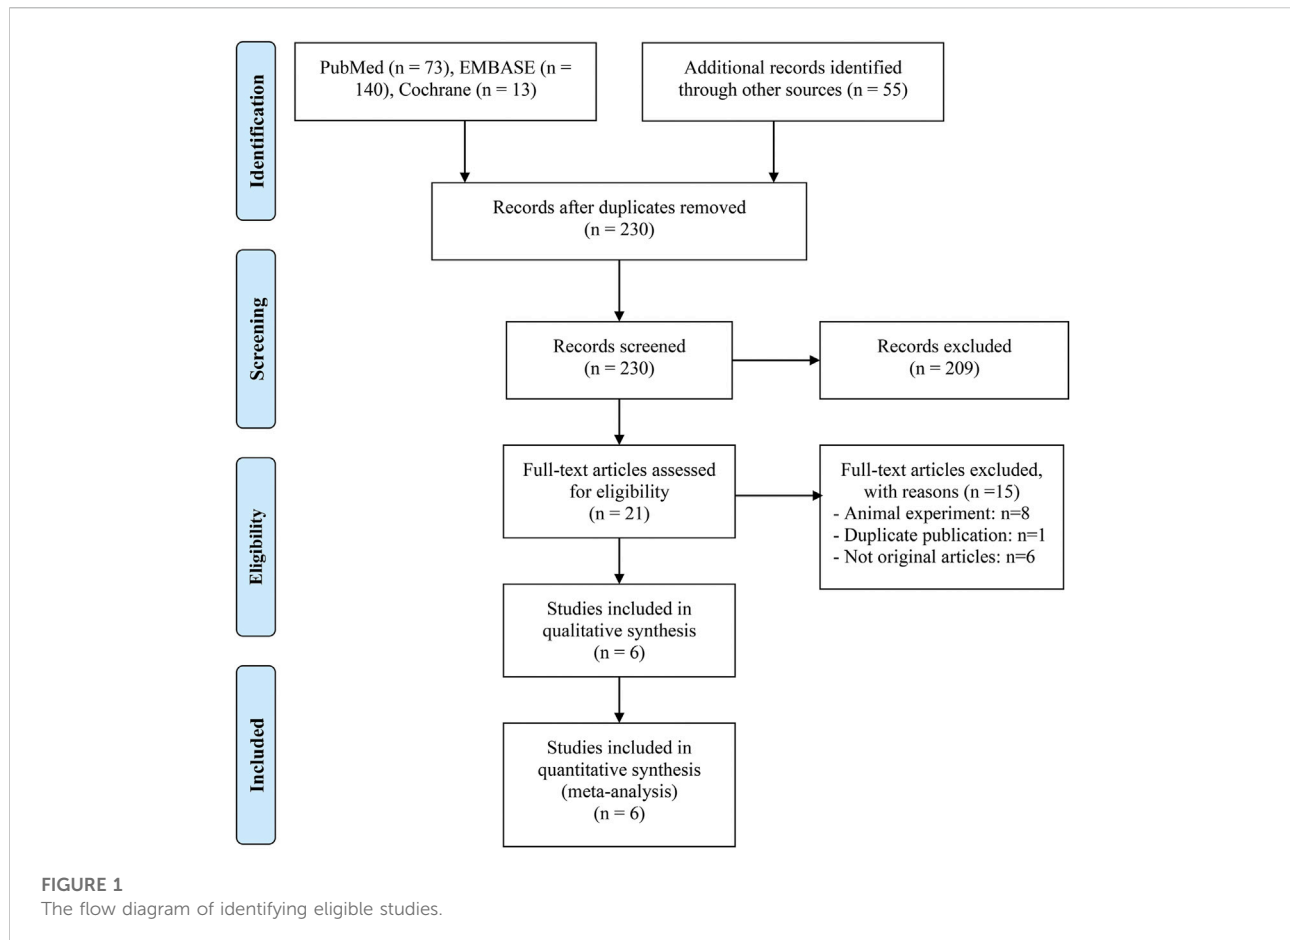 Identification
PubMed (n = 73), EMBASE (n =
140), Cochrane (n = 13)
Additional records identified
through other sources (n = 55)
Records after duplicates removed
(n = 230)
Screening
Records screened
(n = 230)
Records excluded
(n = 209)
Eligibility
Full-text articles assessed
for eligibility
(n = 21)
Full-text articles excluded,
with reasons (n =15)
- Animal experiment: n=8
- Duplicate publication: n=1
- Not original articles: n=6
Studies included in
qualitative synthesis
(n = 6)
Included
Studies included in
quantitative synthesis
(meta-analysis)
(n = 6)
FIGURE 1
The flow diagram of identifying eligible studies.